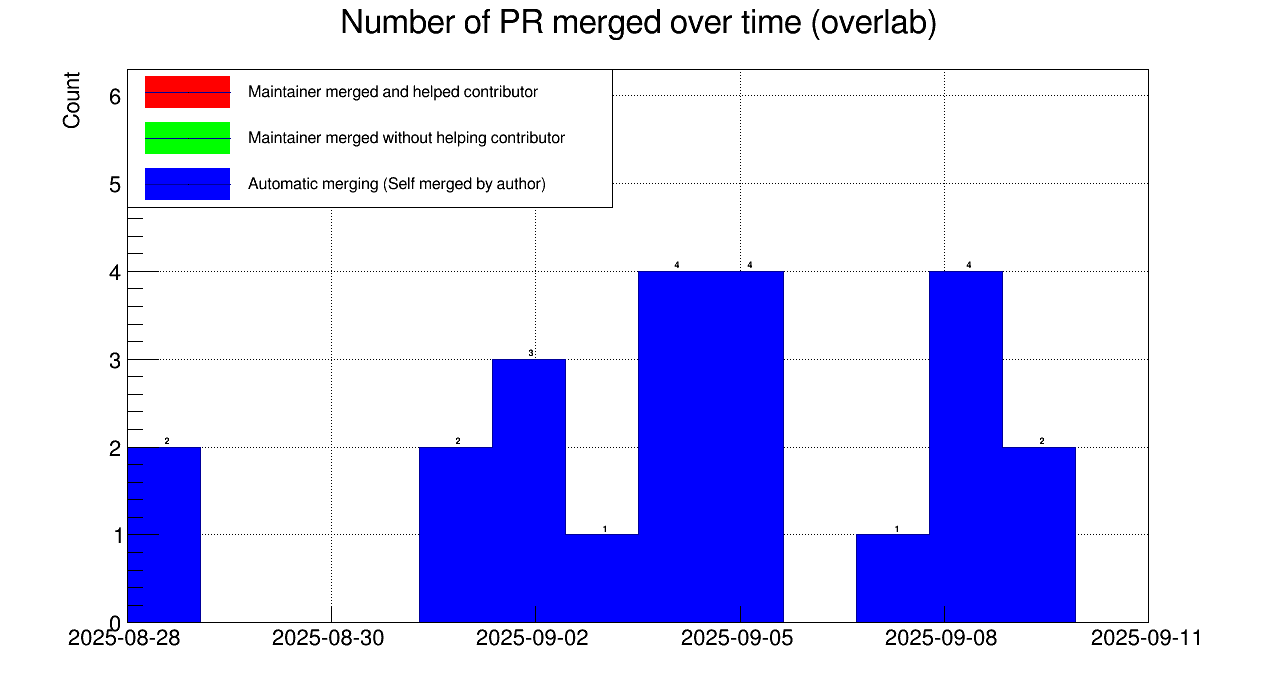 Number of PR merged over time (overlab)
Count
Maintainer merged and helped contributor
Maintainer merged without helping contributor
Automatic merging (Self merged by author)
6
5
4
3
2
1
0
2
2
3
1
4
4
1
4
2
2025-08-28 2025-08-30 2025-09-02 2025-09-05 2025-09-08 2025-09-11